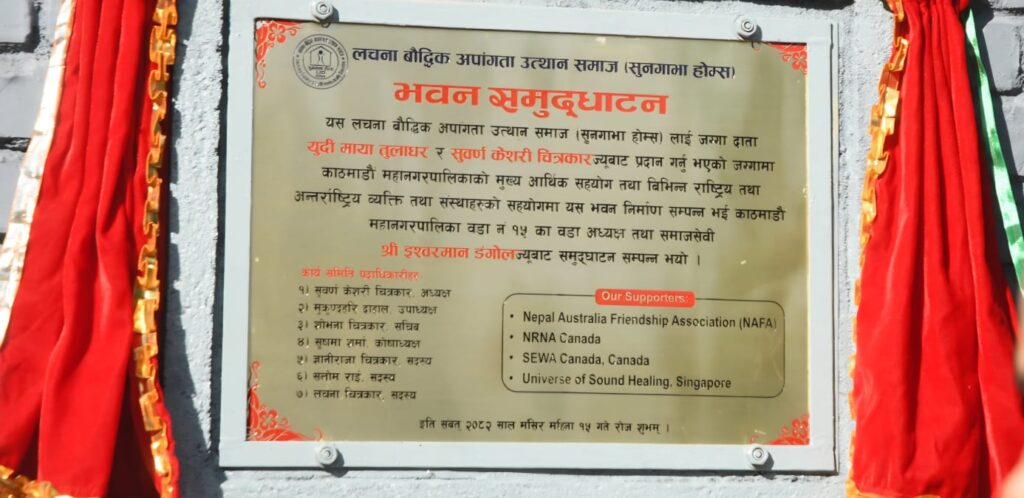 लचना बौद्धिक अपांगता उत्थान समाज (सुनगाभा होम्स)
भवन समुद्घाटन
यस लचना बौद्धिक अपांगता उत्थान समाज (सुनगाभा होम्स) लाई जग्गा दाता
युदी माया तुलाधर र सुवर्ण केशरी चित्रकारज्यूबाट प्रदान गर्नु भएको जग्गामा
काठमाडौं महानगरपालिकाको मुख्य आर्थिक सहयोग तथा बिभिन्न राष्ट्रिय तथा
अन्तर्राष्ट्रिय व्यक्ति तथा संस्थाहरुको सहयोगमा यस भवन निर्माण सम्पन्न भई काठमाडौं
महानगरपालिका वडा नं १५ का वडा अध्यक्ष तथा समाजसेवी
श्री इश्वरमान डंगोलज्यूबाट समुद्घाटन सम्पन्न भयो ।
कार्य समिति पदाधिकारीहरु
१) सुवर्ण केशरी चित्रकार, अध्यक्ष
२) मुकुण्डहरि दाहाल, उपाध्यक्ष
३) शोभना चित्रकार, सचिब
४) सुषमा शर्मा, कोषाध्यक्ष
५) ज्ञानीराजा चित्रकार, सदस्य
६) सन्तोम राई, सदस्य
७) लचना चित्रकार, सदस्य
Our Supporters:
• Nepal Australia Friendship Association (NAFA)
• NRNA Canada
• SEWA Canada, Canada
• Universe of Sound Healing, Singapore
इति संबत् २०८२ साल मंसिर महिना १५ गते रोज शुभम् ।